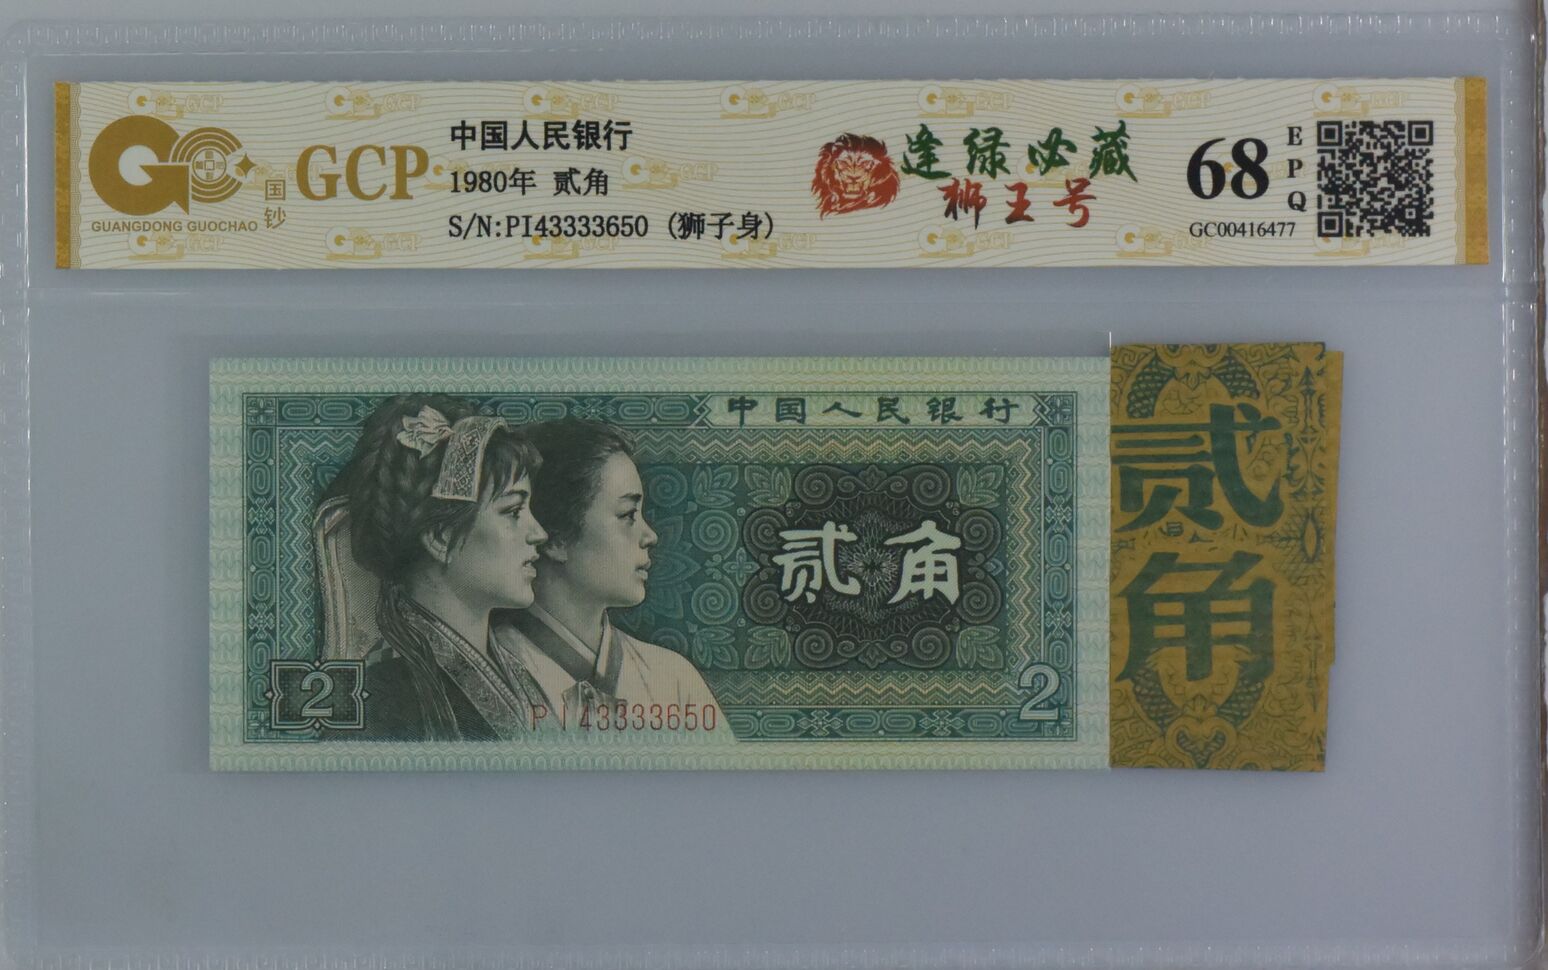 GUANGDONG GUOCHAO
国钞
GCP
中国人民银行
1980年 贰角
S/N:PI43333650 (狮子身)
逢绿必藏
狮王号
68
EPQ
GC00416477
中国人民银行
贰角
2
2
PI43333650
贰角